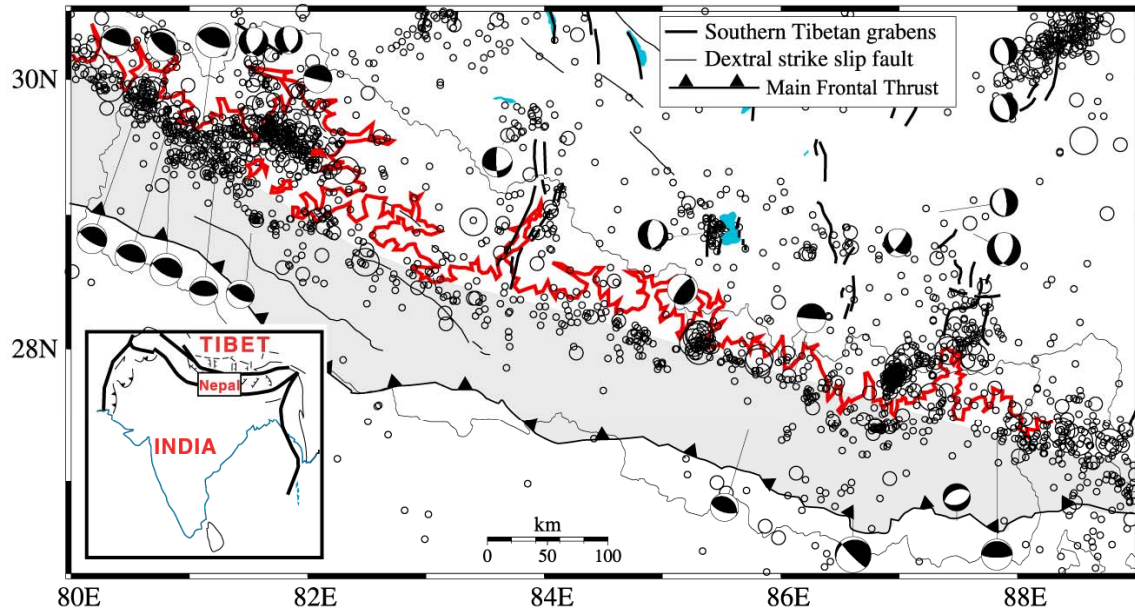 Southern Tibetan grabens
Dextral strike slip fault
Main Frontal Thrust
30N
28N
TIBET
Nepal
INDIA
km
0 50 100
80E 82E 84E 86E 88E